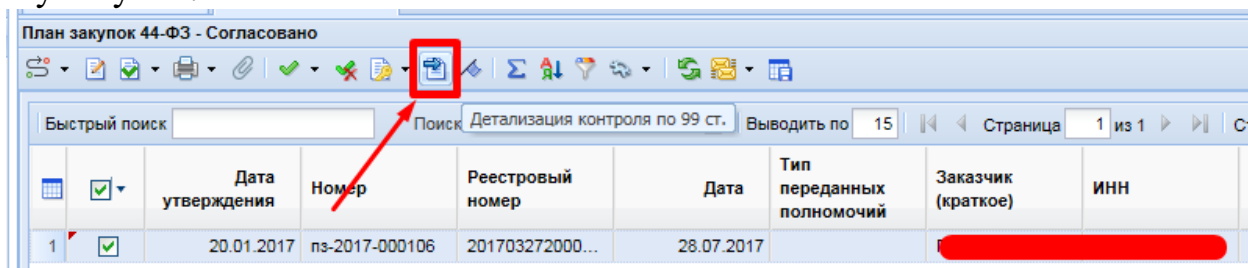 План закупок 44-ФЗ - Согласовано
Детализация контроля по 99 ст.
Быстрый поиск Поиск Выводить по 15 Страница 1 из 1
Дата утверждения Номер Реестровый номер Дата Тип переданных полномочий Заказчик (краткое) ИНН
1 20.01.2017 пз-2017-000106 201703272000... 28.07.2017